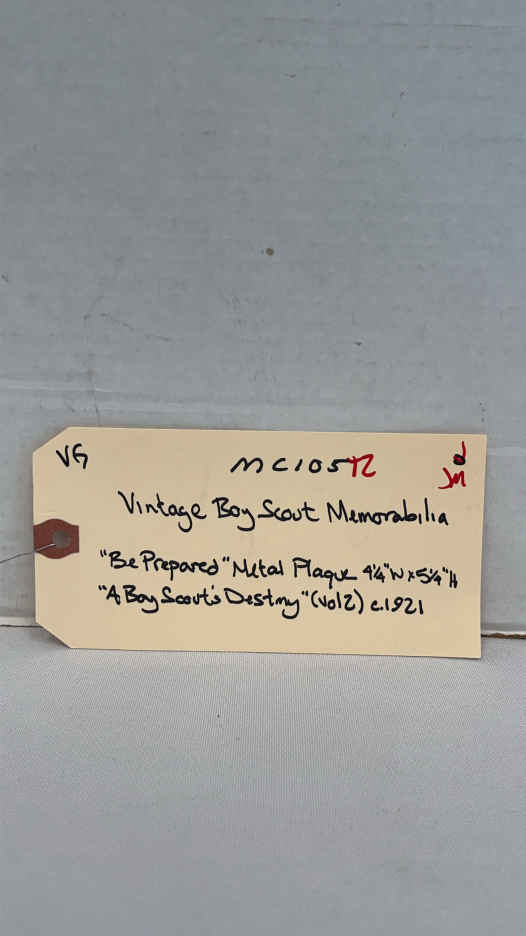 VG
MC1057Z
JM
Vintage Boy Scout Memorabilia
"Be Prepared" Metal Plaque 4¼"W x 5¼"H
"A Boy Scout's Destiny" (vol 2) c.1921